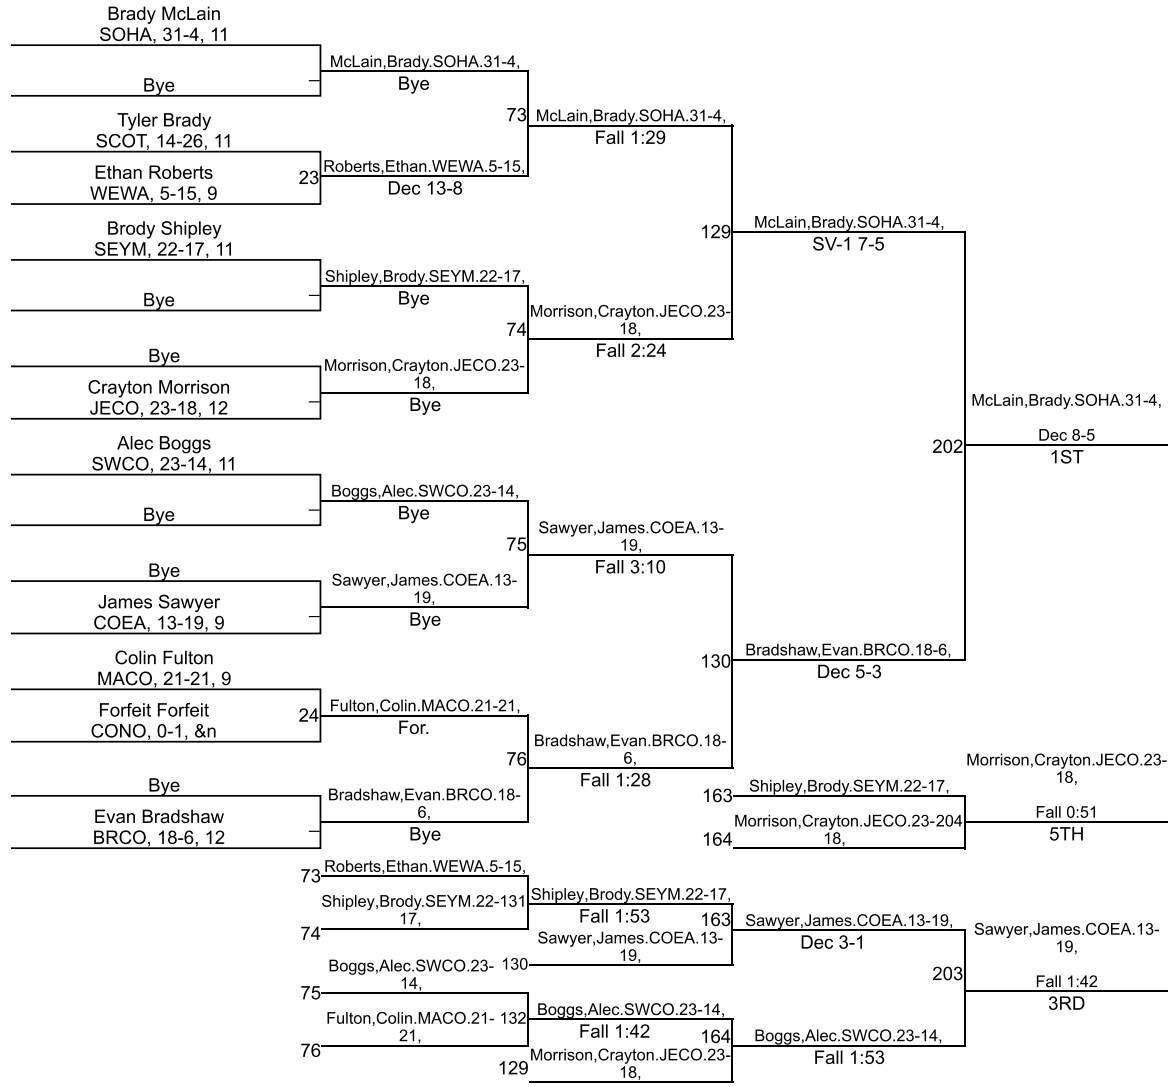 Brady McLain
SOHA, 31-4, 11
Bye
Tyler Brady
SCOT, 14-26, 11
Ethan Roberts
WEWA, 5-15, 9
23
Brody Shipley
SEYM, 22-17, 11
Bye
Bye
Crayton Morrison
JECO, 23-18, 12
Alec Boggs
SWCO, 23-14, 11
Bye
Bye
James Sawyer
COEA, 13-19, 9
Colin Fulton
MACO, 21-21, 9
Forfeit Forfeit
CONO, 0-1, &n
24
Bye
Evan Bradshaw
BRCO, 18-6, 12
McLain,Brady.SOHA.31-4,
Bye
73
Roberts,Ethan.WEWA.5-15,
Dec 13-8
Shipley,Brody.SEYM.22-17,
Bye
74
Morrison,Crayton.JECO.23-
18,
Bye
Boggs,Alec.SWCO.23-14,
Bye
75
Sawyer,James.COEA.13-
19,
Bye
Fulton,Colin.MACO.21-21,
For.
76
Bradshaw,Evan.BRCO.18-
6,
Bye
McLain,Brady.SOHA.31-4,
Fall 1:29
129
Morrison,Crayton.JECO.23-
18,
Fall 2:24
Sawyer,James.COEA.13-
19,
Fall 3:10
130
Bradshaw,Evan.BRCO.18-
6,
Fall 1:28
McLain,Brady.SOHA.31-4,
SV-1 7-5
202
Bradshaw,Evan.BRCO.18-6,
Dec 5-3
McLain,Brady.SOHA.31-4,
Dec 8-5
1ST
163
Shipley,Brody.SEYM.22-17,
164
Morrison,Crayton.JECO.23-204
18,
Morrison,Crayton.JECO.23-
18,
Fall 0:51
5TH
73
Roberts,Ethan.WEWA.5-15,
Shipley,Brody.SEYM.22-131
17,
74
Boggs,Alec.SWCO.23-
14,
75
Fulton,Colin.MACO.21-
21,
132
76
Shipley,Brody.SEYM.22-17,
Fall 1:53
163
Sawyer,James.COEA.13-
19,
130
Boggs,Alec.SWCO.23-14,
Fall 1:42
164
Morrison,Crayton.JECO.23-
18,
129
Sawyer,James.COEA.13-19,
Dec 3-1
203
Boggs,Alec.SWCO.23-14,
Fall 1:53
Sawyer,James.COEA.13-
19,
Fall 1:42
3RD